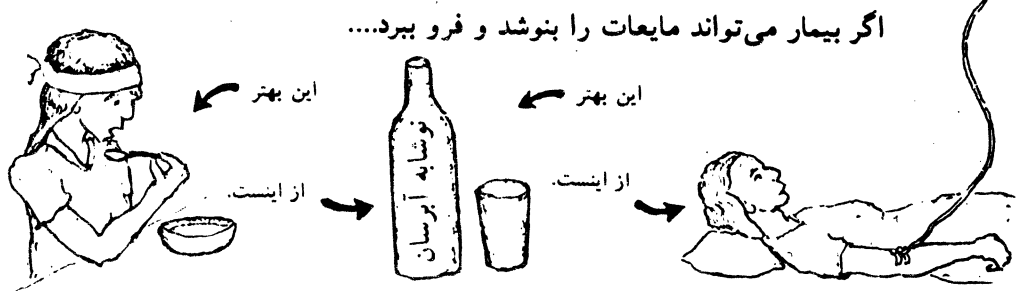 اگر بیمار می‌تواند مایعات را بنوشد و فرو ببرد....
این بهتر
از اینست.
نوشابه آبرسان
این بهتر
از اینست.